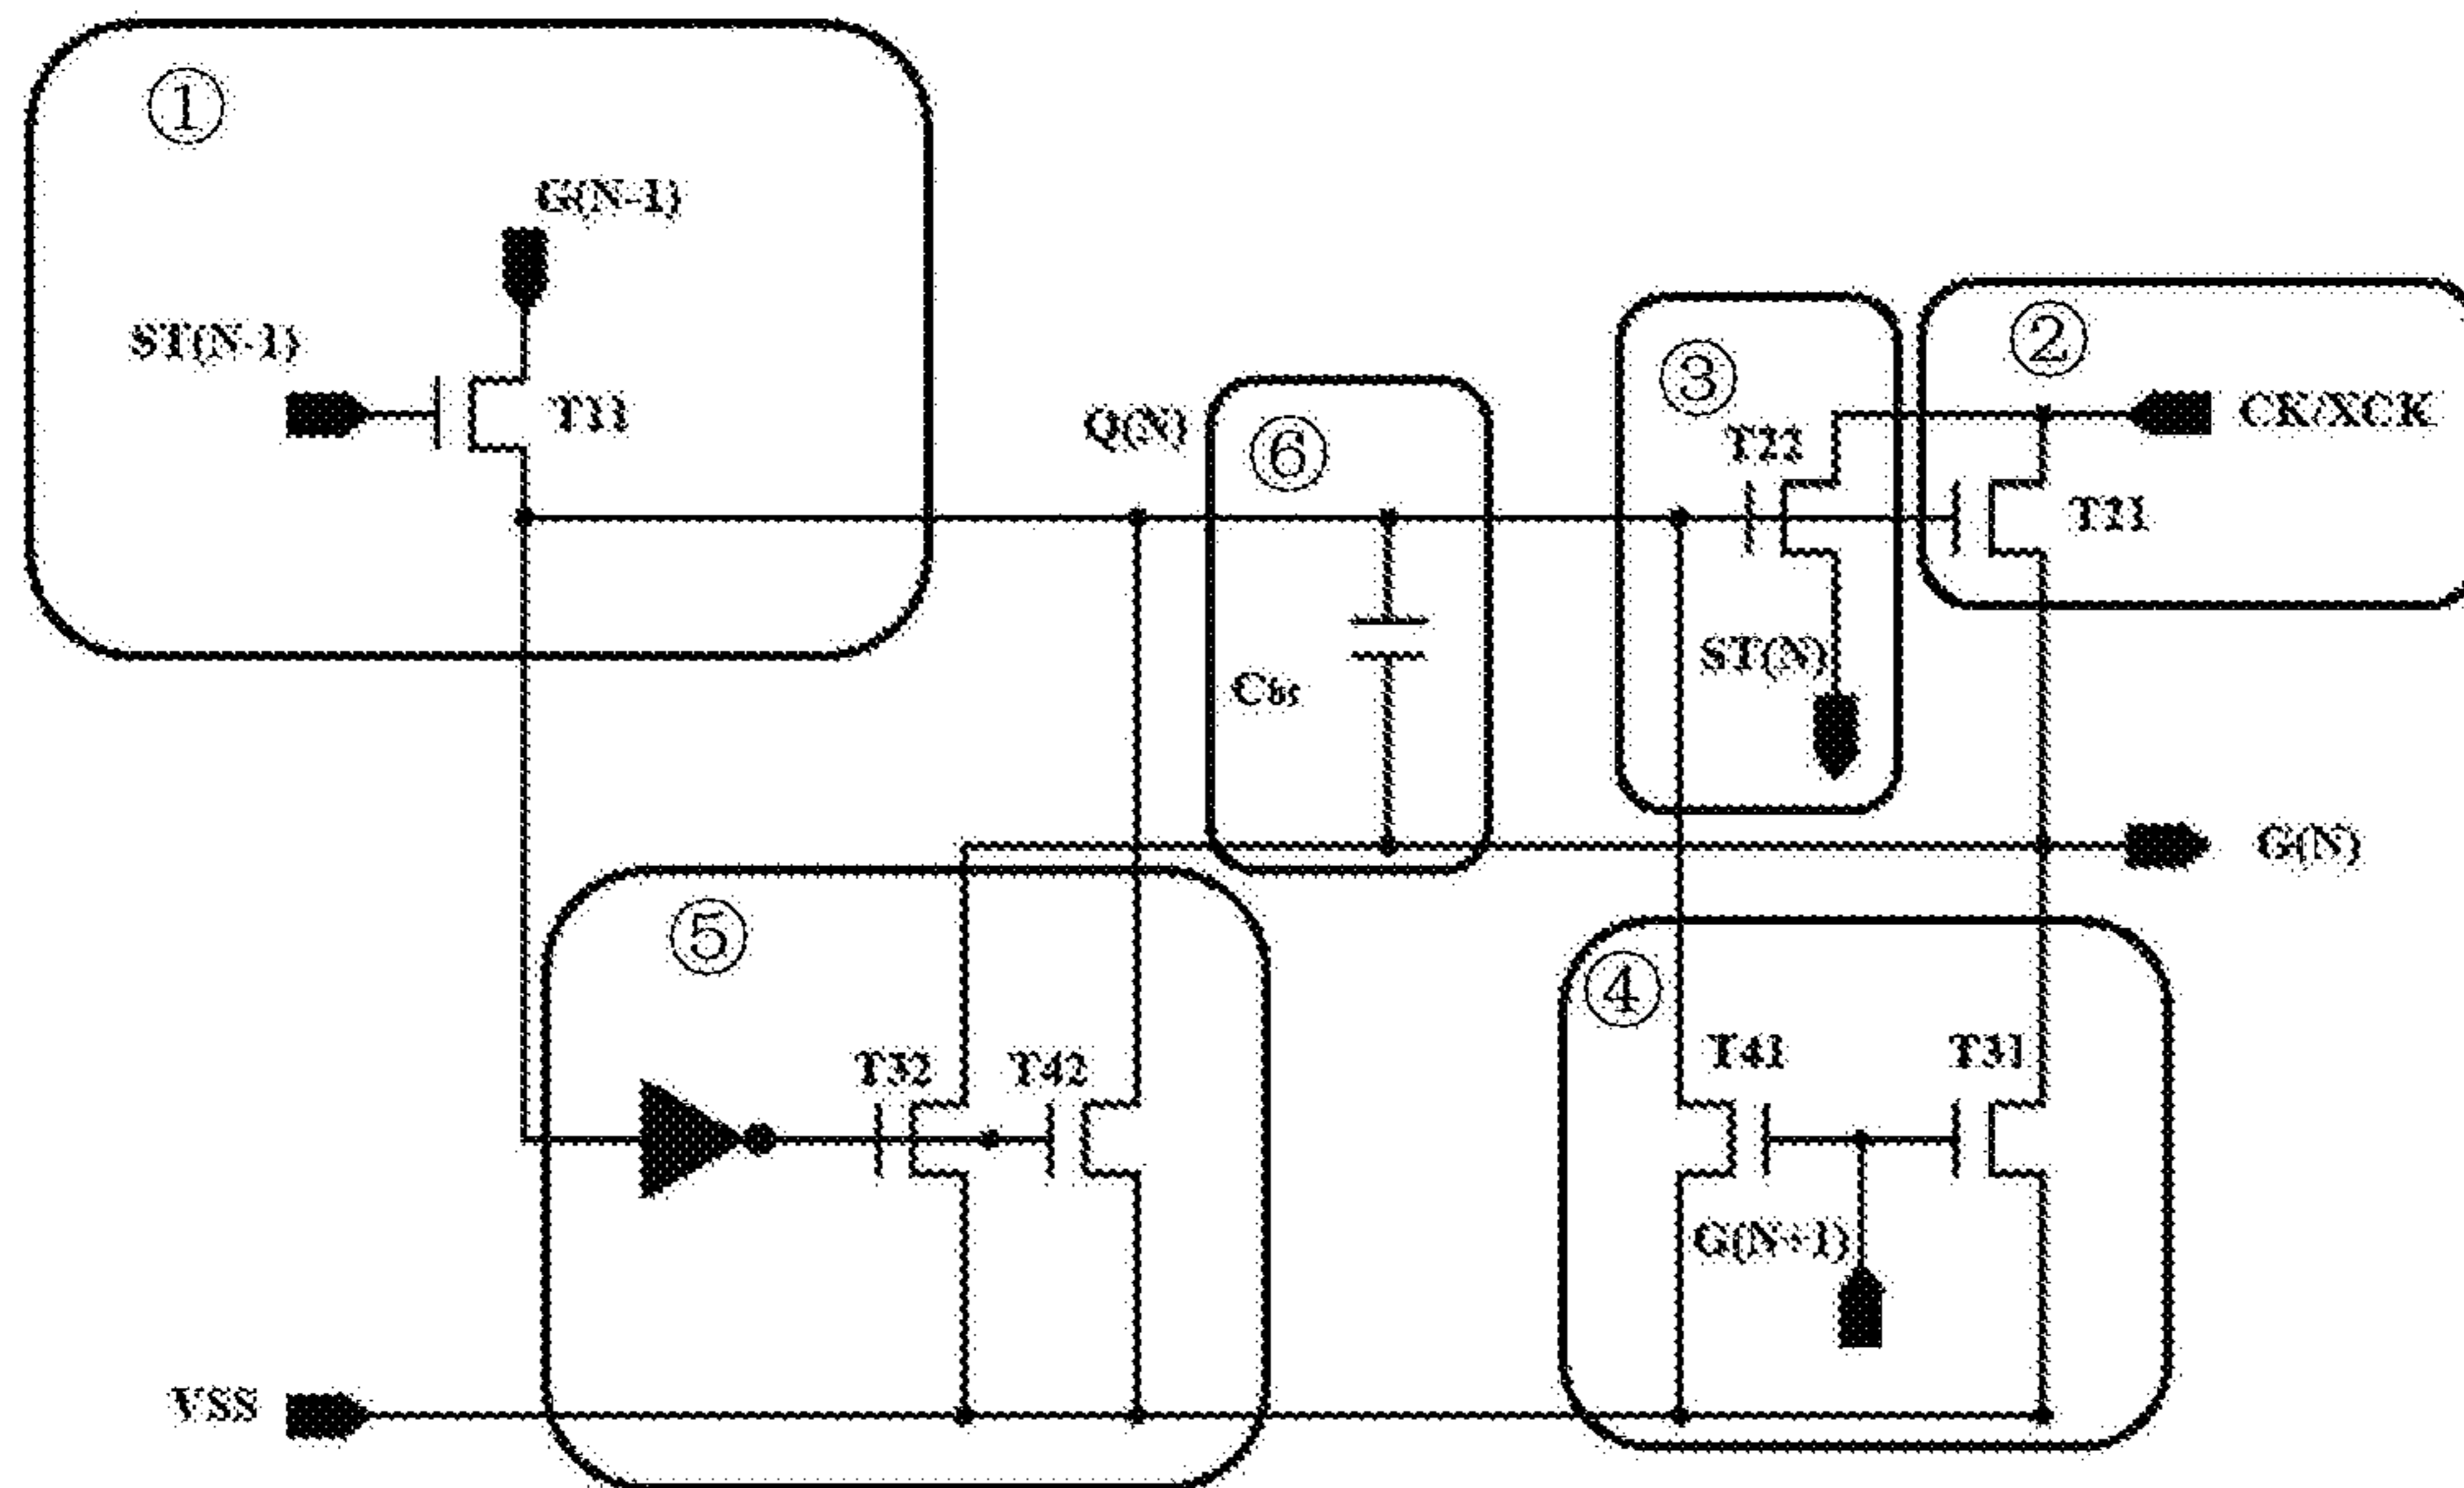 ①
G(N-1)
ST(N-1)
T11
②
③
CK/XCK
Q(N)
T22
⑥
T21
ST(N)
Cb
G(N)
⑤
④
T41
T31
T32
T42
G(N+1)
VSS